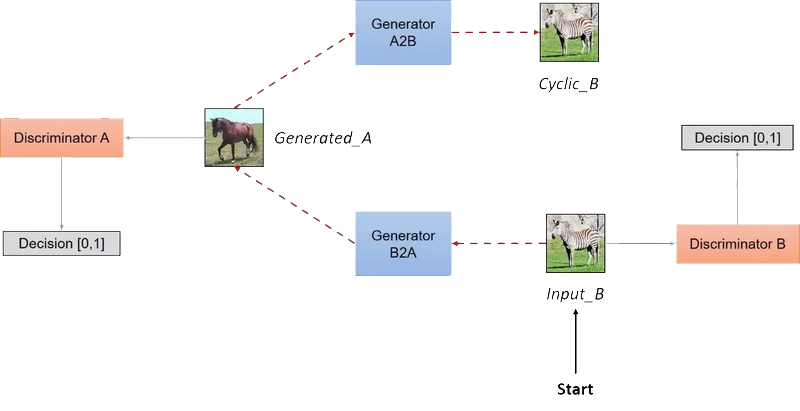 Generator
A2B
Cyclic_B
Discriminator A
Generated_A
Decision [0,1]
Decision [0,1]
Generator
B2A
Discriminator B
Input_B
Start